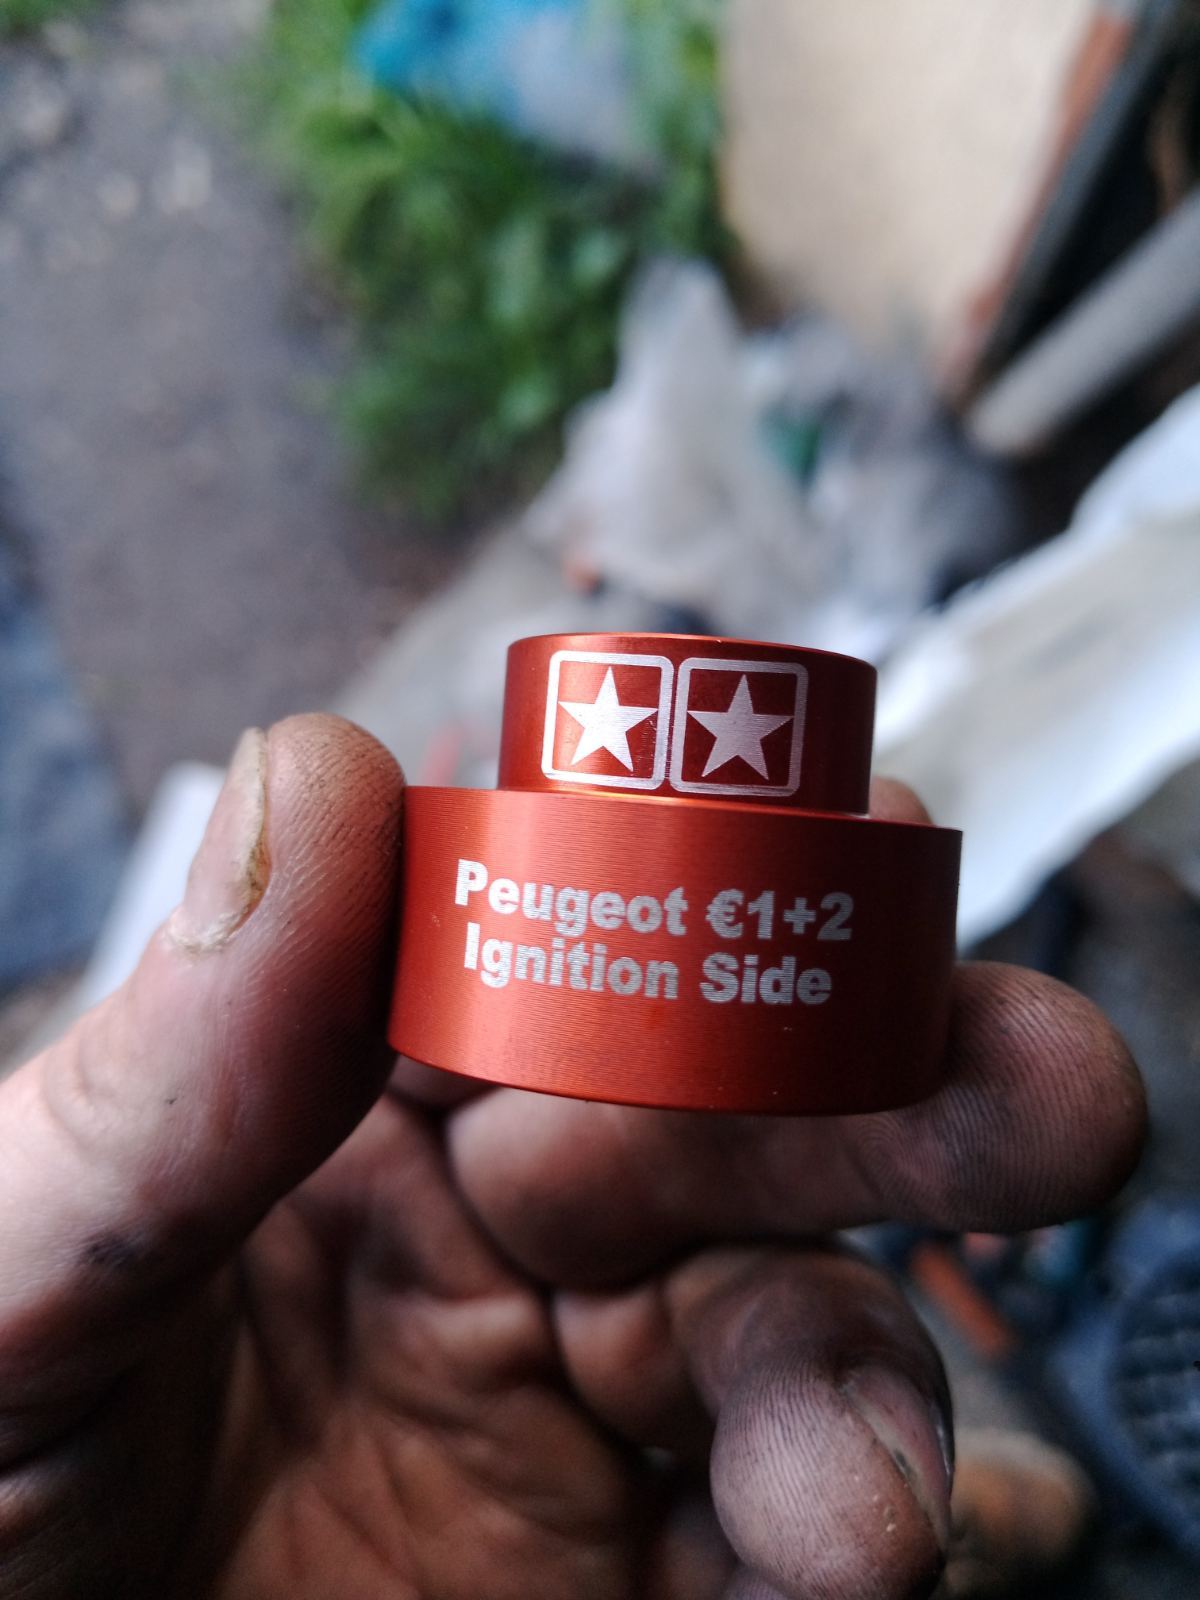 Peugeot €1+2
Ignition Side